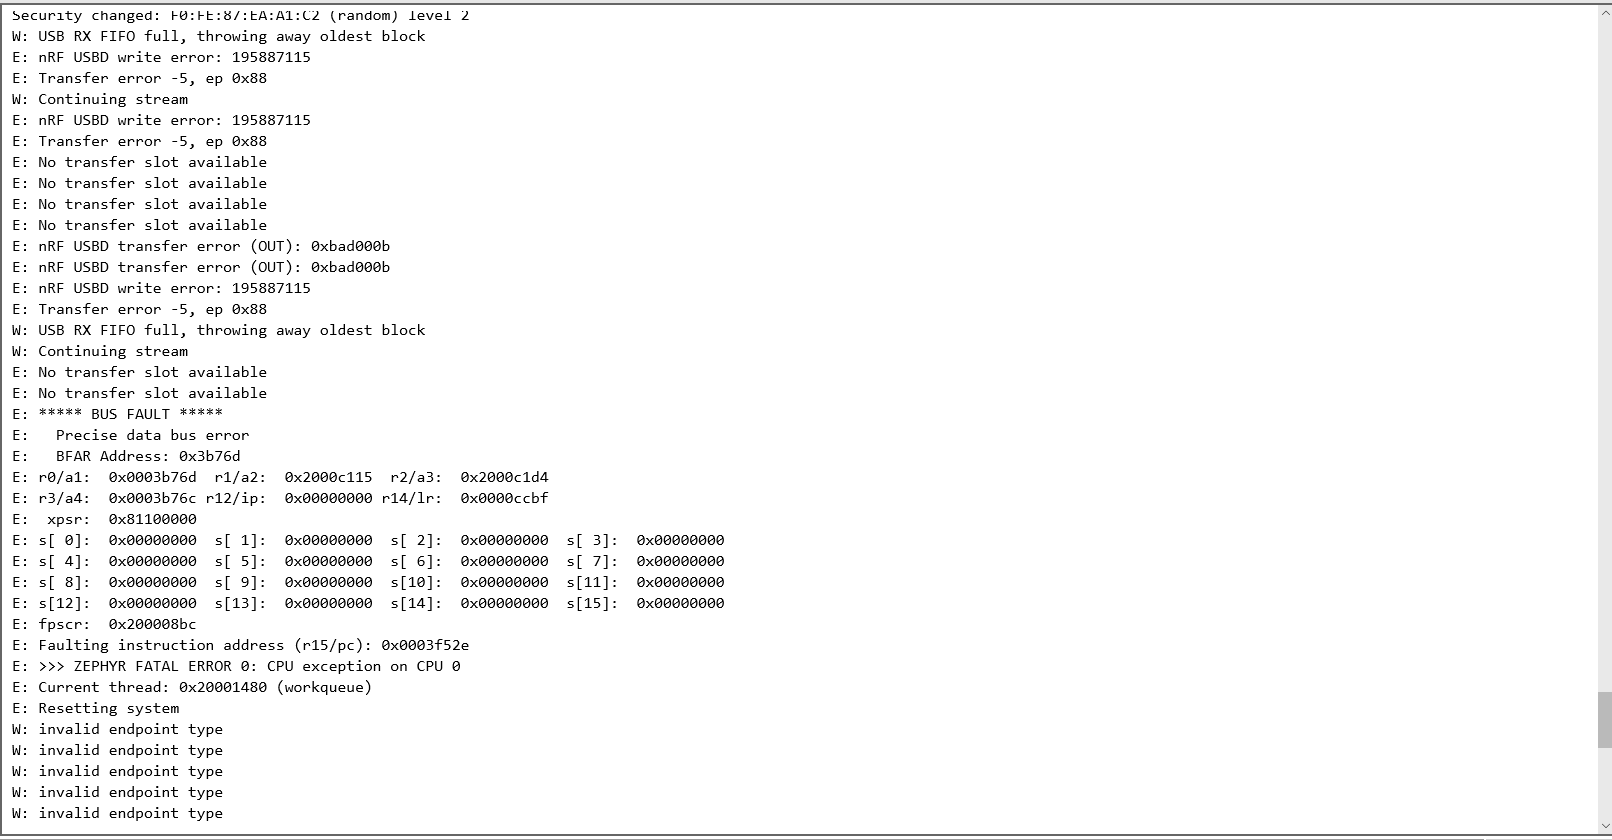 Security changed: F0:FE:87:EA:A1:C2 (random) level 2
W: USB RX FIFO full, throwing away oldest block
E: nRF USBD write error: 195887115
E: Transfer error -5, ep 0x88
W: Continuing stream
E: nRF USBD write error: 195887115
E: Transfer error -5, ep 0x88
E: No transfer slot available
E: No transfer slot available
E: No transfer slot available
E: No transfer slot available
E: nRF USBD transfer error (OUT): 0xbad000b
E: nRF USBD transfer error (OUT): 0xbad000b
E: nRF USBD write error: 195887115
E: Transfer error -5, ep 0x88
W: USB RX FIFO full, throwing away oldest block
W: Continuing stream
E: No transfer slot available
E: No transfer slot available
E: ***** BUS FAULT *****
E:   Precise data bus error
E:   BFAR Address: 0x3b76d
E: r0/a1:  0x0003b76d  r1/a2:  0x2000c115  r2/a3:  0x2000c1d4
E: r3/a4:  0x0003b76c r12/ip:  0x00000000 r14/lr:  0x0000ccbf
E:  xpsr:  0x81100000
E: s[ 0]:  0x00000000  s[ 1]:  0x00000000  s[ 2]:  0x00000000  s[ 3]:  0x00000000
E: s[ 4]:  0x00000000  s[ 5]:  0x00000000  s[ 6]:  0x00000000  s[ 7]:  0x00000000
E: s[ 8]:  0x00000000  s[ 9]:  0x00000000  s[10]:  0x00000000  s[11]:  0x00000000
E: s[12]:  0x00000000  s[13]:  0x00000000  s[14]:  0x00000000  s[15]:  0x00000000
E: fpscr:  0x200008bc
E: Faulting instruction address (r15/pc): 0x0003f52e
E: >>> ZEPHYR FATAL ERROR 0: CPU exception on CPU 0
E: Current thread: 0x20001480 (workqueue)
E: Resetting system
W: invalid endpoint type
W: invalid endpoint type
W: invalid endpoint type
W: invalid endpoint type
W: invalid endpoint type